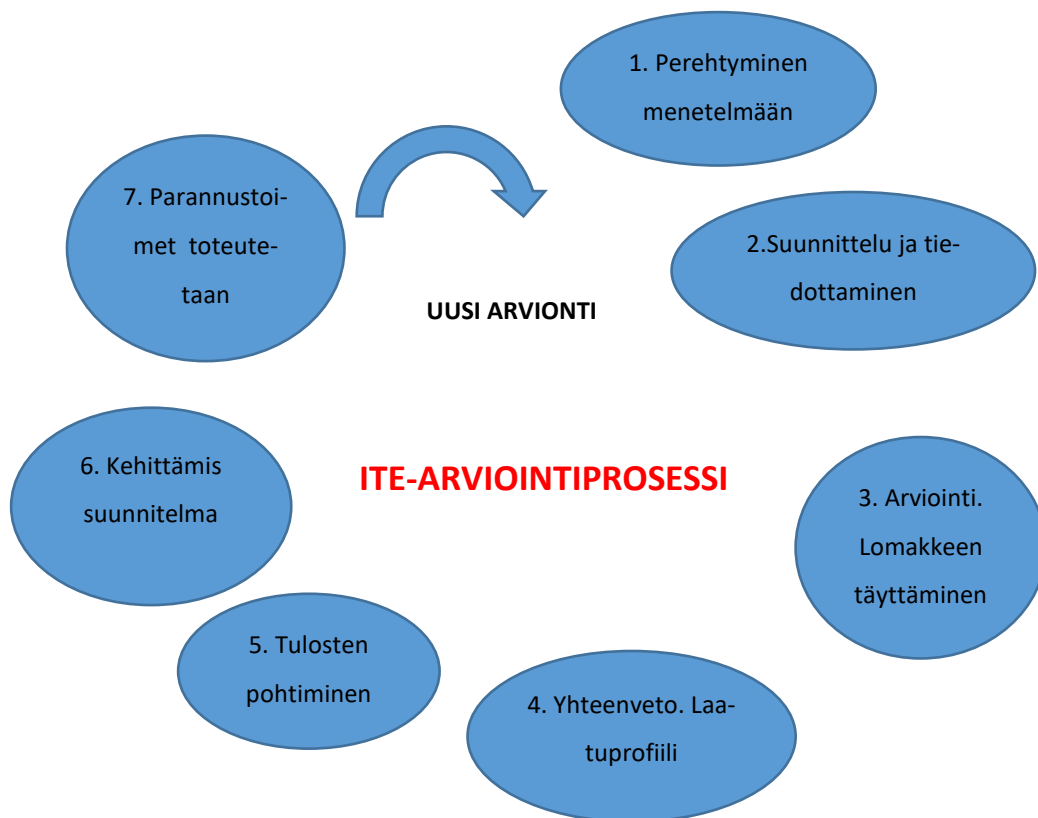 1. Perehtyminen
menetelmään
2.Suunnittelu ja tie-
dottaminen
3. Arviointi.
Lomakkeen
täyttäminen
4. Yhteenveto. Laa-
tuprofiili
5. Tulosten
pohtiminen
6. Kehittämis
suunnitelma
7. Parannustoi-
met toteute-
taan
UUSI ARVIONTI
ITE-ARVIOINTIPROSESSI